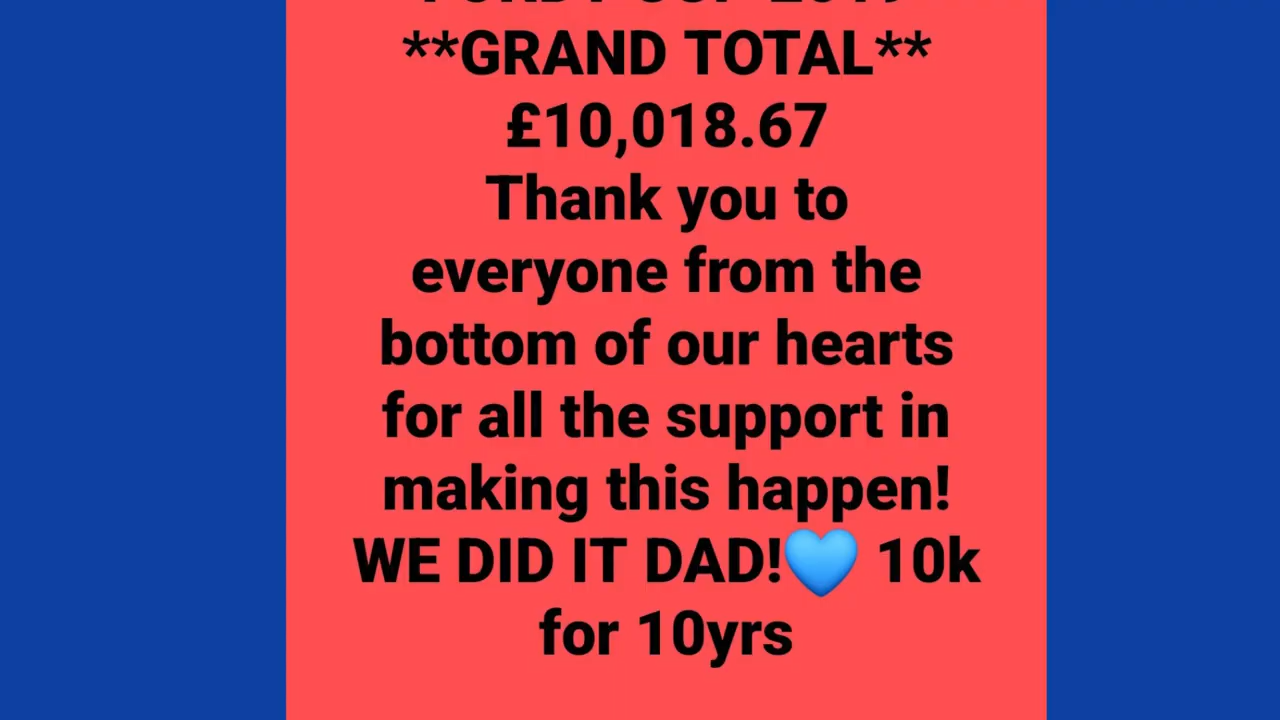 **GRAND TOTAL**
£10,018.67
Thank you to
everyone from the
bottom of our hearts
for all the support in
making this happen!
WE DID IT DAD!💙 10k
for 10yrs